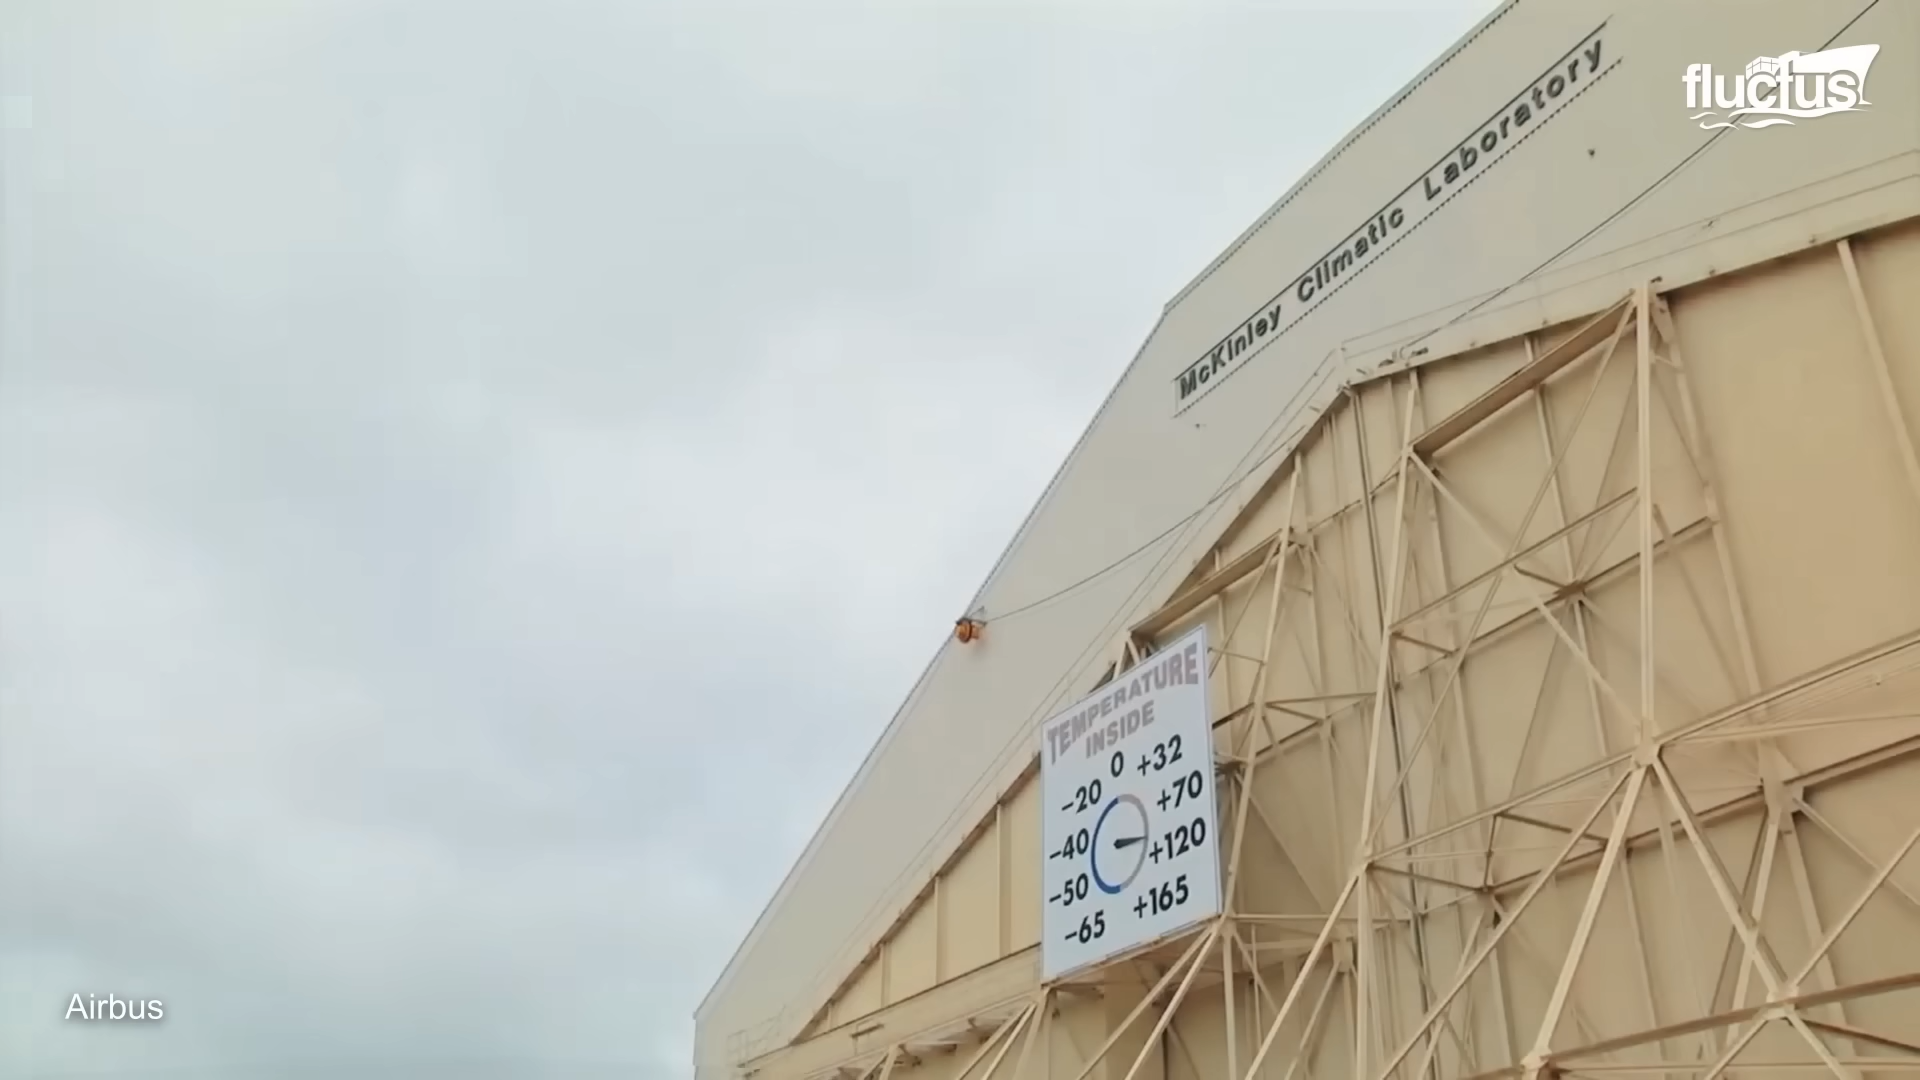 fluctus
McKinley Climatic Laboratory
TEMPERATURE
INSIDE
0 +32
-20 +70
-40 +120
-50 +165
-65
Airbus